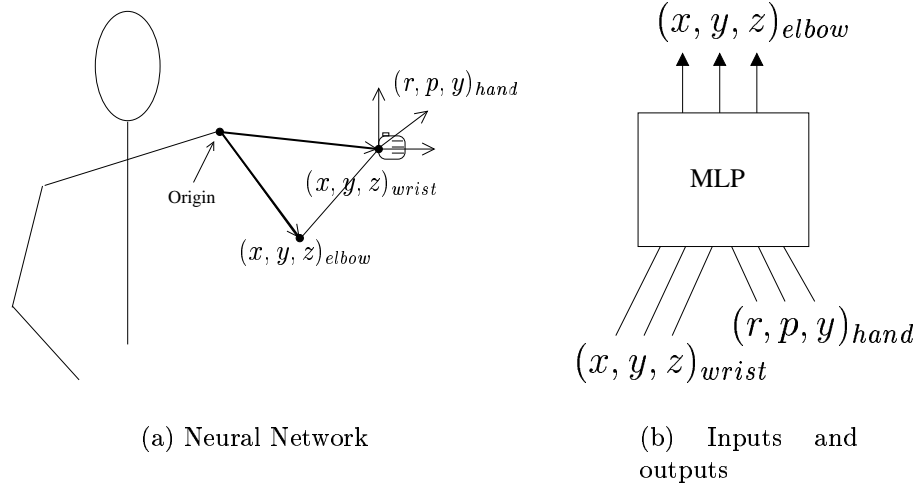 (r, p, y)hand
Origin
(x, y, z)wrist
(x, y, z)elbow
(a) Neural Network
(x, y, z)elbow
MLP
(r, p, y)hand
(x, y, z)wrist
(b) Inputs and
outputs